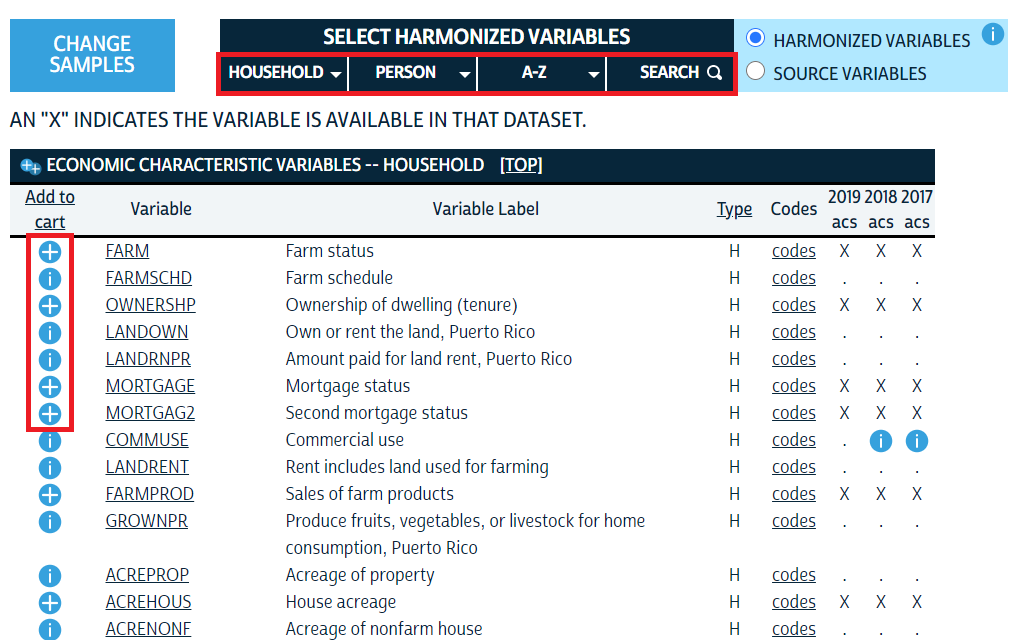 CHANGE SAMPLES
SELECT HARMONIZED VARIABLES
HOUSEHOLD PERSON A-Z SEARCH
HARMONIZED VARIABLES i
SOURCE VARIABLES
AN "X" INDICATES THE VARIABLE IS AVAILABLE IN THAT DATASET.
ECONOMIC CHARACTERISTIC VARIABLES -- HOUSEHOLD [TOP]
Add to cart Variable Variable Label Type Codes 2019 acs 2018 acs 2017 acs
+ FARM Farm status H codes X X X
i FARMSCHD Farm schedule H codes . . .
+ OWNERSHP Ownership of dwelling (tenure) H codes X X X
i LANDOWN Own or rent the land, Puerto Rico H codes . . .
i LANDRNPR Amount paid for land rent, Puerto Rico H codes . . .
+ MORTGAGE Mortgage status H codes X X X
+ MORTGAG2 Second mortgage status H codes X X X
i COMMUSE Commercial use H codes . i i
i LANDRENT Rent includes land used for farming H codes . . .
+ FARMPROD Sales of farm products H codes X X X
i GROWNPR Produce fruits, vegetables, or livestock for home H codes . . .
consumption, Puerto Rico
i ACREPROP Acreage of property H codes . . .
+ ACREHOUS House acreage H codes X X X
i ACRENONF Acreage of nonfarm house H codes . . .